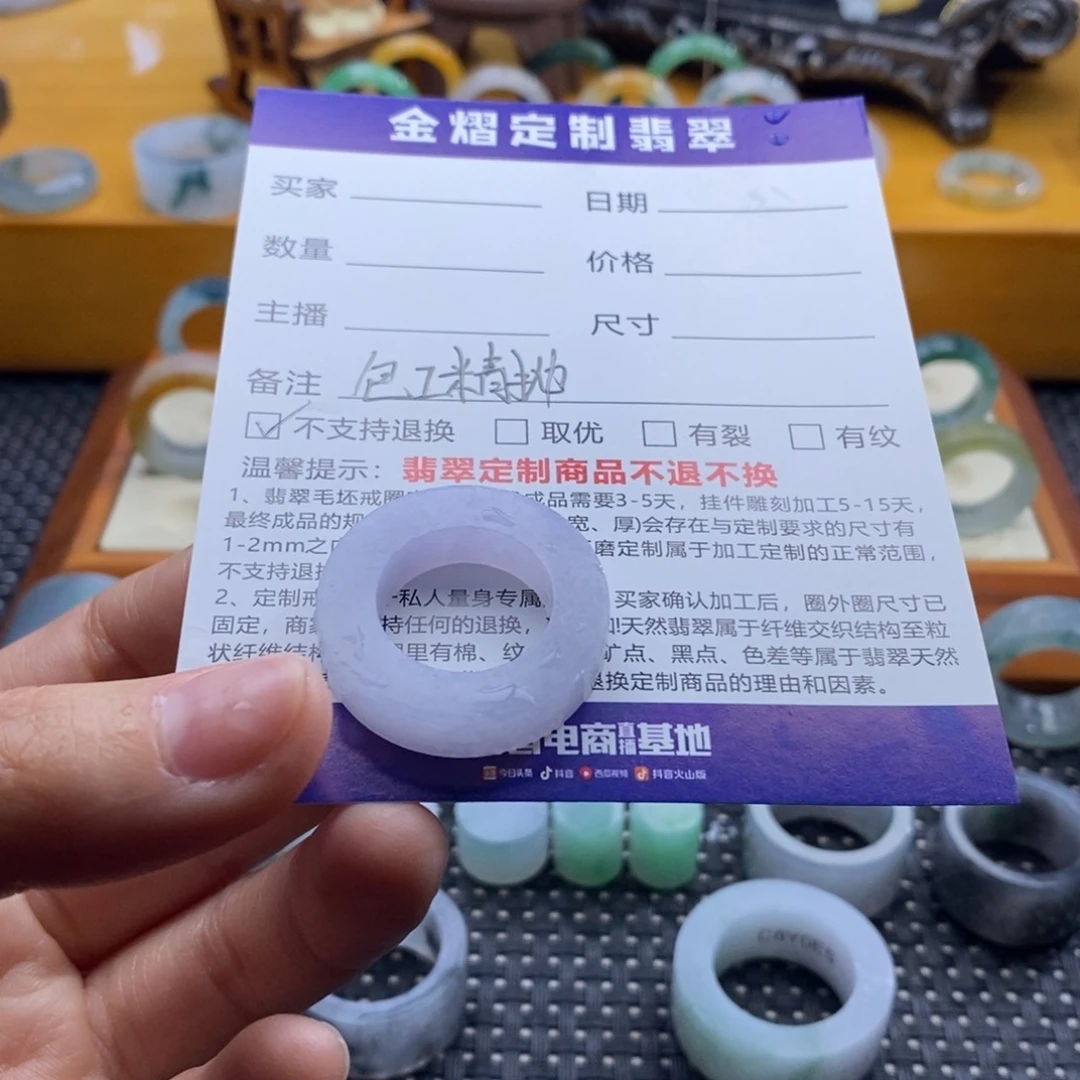 金熠定制翡翠
买家 日期
数量 价格
主播 尺寸
备注 包工精抛
不支持退换 取优 有裂 有纹
温馨提示：翡翠定制商品不退不换
1、翡翠毛坯戒圈 成品需要3-5天，挂件雕刻加工5-15天，
最终成品的规 宽、厚)会存在与定制要求的尺寸有
1-2mm之 磨定制属于加工定制的正常范围，
不支持退
2、定制戒 -私人量身专属 买家确认加工后，圈外圈尺寸已
固定，商 持任何的退换， 加!天然翡翠属于纤维交织结构至粒
状纤维结 里有棉、纹 矿点、黑点、色差等属于翡翠天然
退换定制商品的理由和因素。
电商直播基地
今日头条 抖音 西瓜视频 抖音火山版